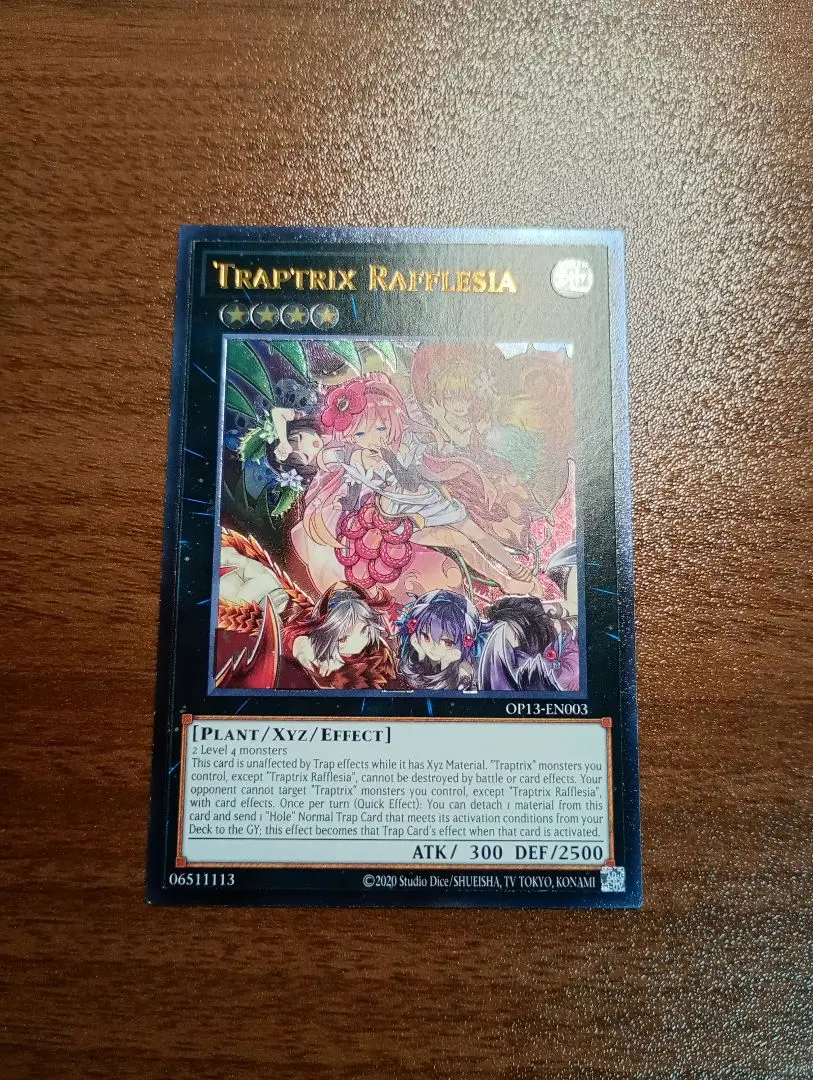 TRAPTRIX RAFFLESIA
OP13-EN003
[PLANT/XYZ/EFFECT]
2 Level 4 monsters
This card is unaffected by Trap effects while it has Xyz Material. "Traptrix" monsters you
control, except "Traptrix Rafflesia", cannot be destroyed by battle or card effects. Your
opponent cannot target "Traptrix" monsters you control, except "Traptrix Rafflesia",
with card effects. Once per turn (Quick Effect): You can detach 1 material from this
card and send 1 "Hole" Normal Trap Card that meets its activation conditions from your
Deck to the GY; this effect becomes that Trap Card's effect when that card is activated.
ATK/ 300 DEF/2500
06511113
©2020 Studio Dice/SHUEISHA, TV TOKYO, KONAMI